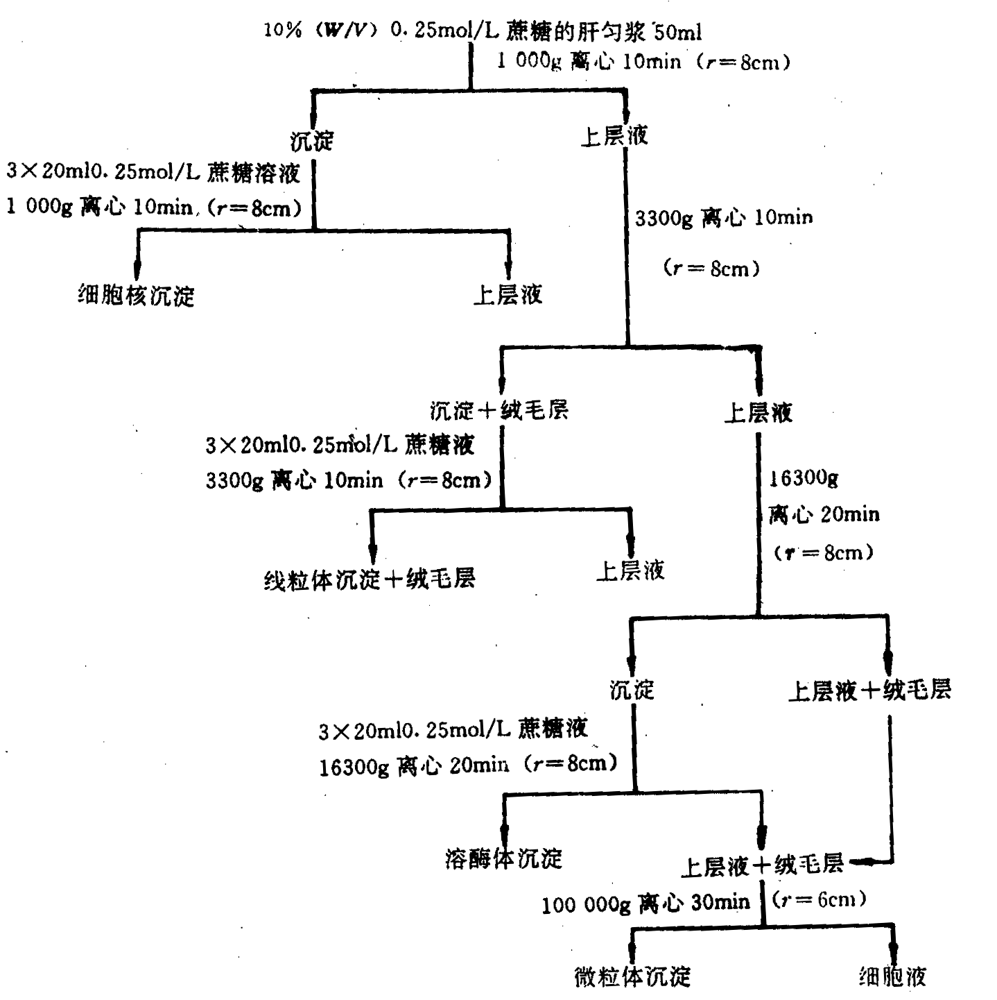 10% (W/V) 0.25mol/L 蔗糖的肝匀浆 50ml
1 000g 离心 10min (r=8cm)
沉淀
上层液
3×20ml0.25mol/L 蔗糖溶液
1 000g 离心 10min (r=8cm)
3300g 离心 10min
(r=8cm)
细胞核沉淀
上层液
沉淀+绒毛层
上层液
3×20ml0.25mol/L 蔗糖液
3300g 离心 10min (r=8cm)
16300g
离心 20min
(r=8cm)
线粒体沉淀+绒毛层
上层液
沉淀
上层液+绒毛层
3×20ml0.25mol/L 蔗糖液
16300g 离心 20min (r=8cm)
溶酶体沉淀
上层液+绒毛层
100 000g 离心 30min (r=6cm)
微粒体沉淀
细胞液